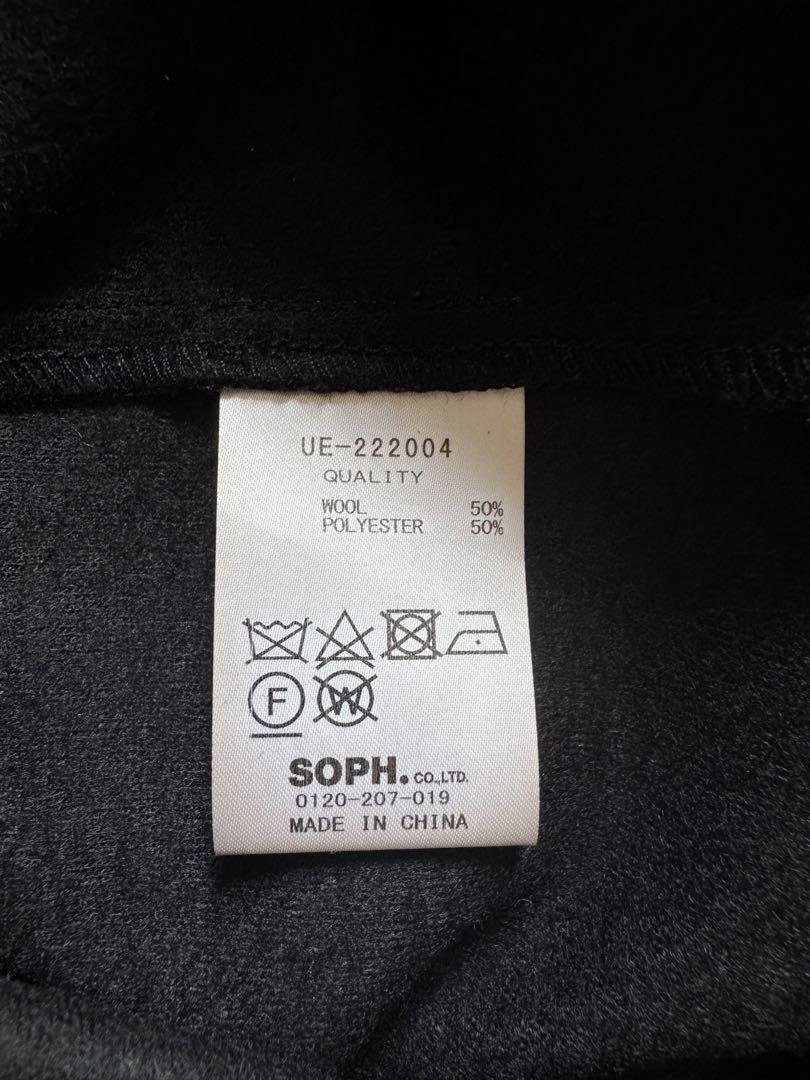 UE-222004
QUALITY
WOOL 50%
POLYESTER 50%
F W
SOPH. CO.,LTD.
0120-207-019
MADE IN CHINA